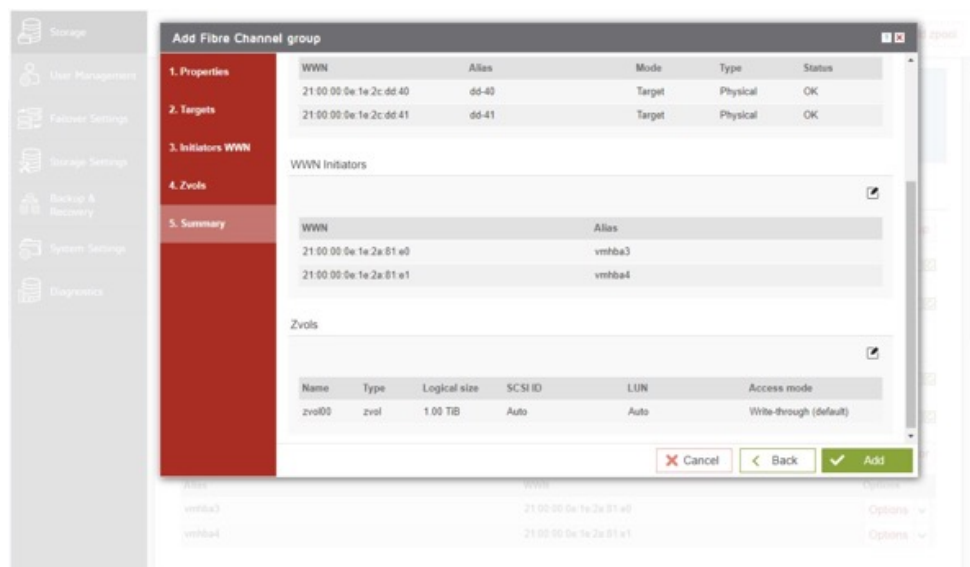 Storage
zpool
Add Fibre Channel group
User Management
Failover Settings
Storage Settings
Backup &
Recovery
System Settings
Diagnostics
1. Properties
2. Targets
3. Initiators WWN
4. Zvols
5. Summary
WWN Alias Mode Type Status
21:00:00:0e:1e:2c:dd:40 dd-40 Target Physical OK
21:00:00:0e:1e:2c:dd:41 dd-41 Target Physical OK
WWN Initiators
WWN Alias
21:00:00:0e:1e:2a:81:e0 vmhba3
21:00:00:0e:1e:2a:81:e1 vmhba4
Zvols
Name Type Logical size SCSI ID LUN Access mode
zvol00 zvol 1.00 TiB Auto Auto Write-through (default)
Cancel Back Add
Alias WWN Options
vmhba3 21:00:00:0e:1e:2a:81:e0 Options
vmhba4 21:00:00:0e:1e:2a:81:e1 Options